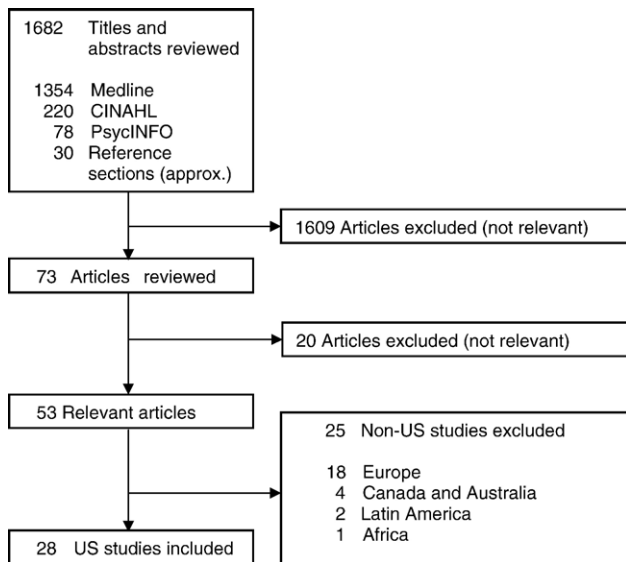 1682 Titles and
abstracts reviewed
1354 Medline
220 CINAHL
78 PsycINFO
30 Reference
sections (approx.)
1609 Articles excluded (not relevant)
73 Articles reviewed
20 Articles excluded (not relevant)
53 Relevant articles
25 Non-US studies excluded
18 Europe
4 Canada and Australia
2 Latin America
1 Africa
28 US studies included